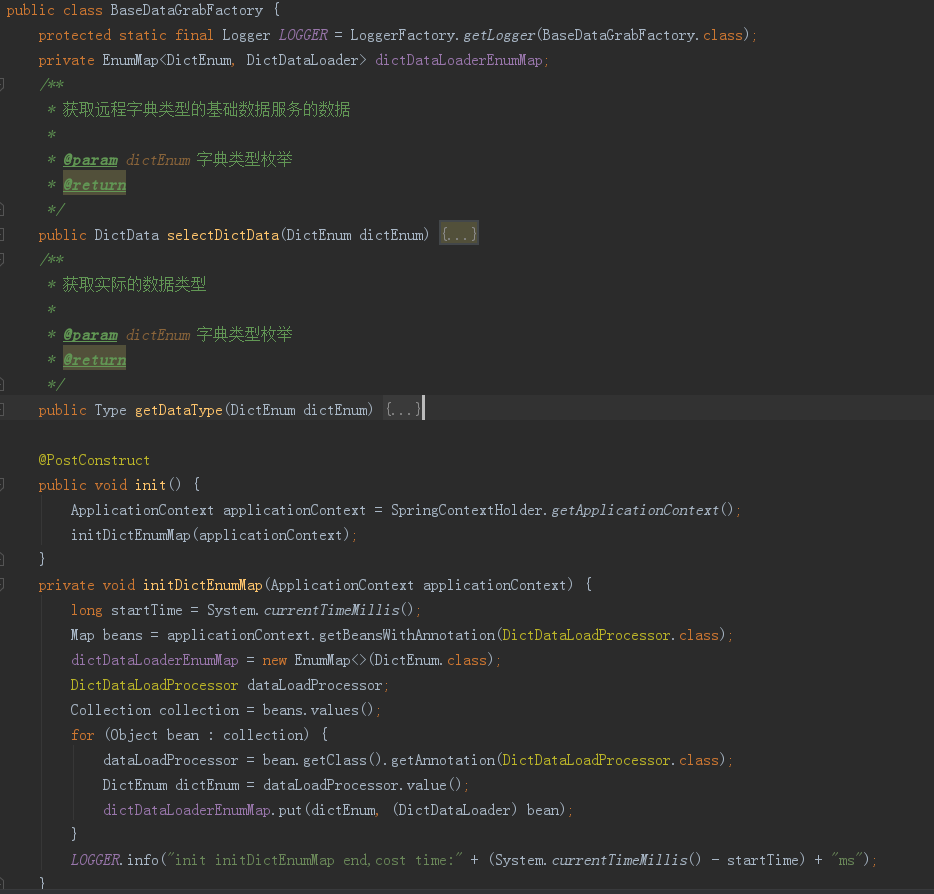 public class BaseDataGrabFactory {
protected static final Logger LOGGER = LoggerFactory.getLogger(BaseDataGrabFactory.class);
private EnumMap<DictEnum, DictDataLoader> dictDataLoaderEnumMap;
/**
* 获取远程字典类型的基础数据服务的数据
*
* @param dictEnum 字典类型枚举
* @return
*/
public DictData selectDictData(DictEnum dictEnum) {...}
/**
* 获取实际的数据类型
*
* @param dictEnum 字典类型枚举
* @return
*/
public Type getDataType(DictEnum dictEnum) {...}
@PostConstruct
public void init() {
ApplicationContext applicationContext = SpringContextHolder.getApplicationContext();
initDictEnumMap(applicationContext);
}
private void initDictEnumMap(ApplicationContext applicationContext) {
long startTime = System.currentTimeMillis();
Map beans = applicationContext.getBeansWithAnnotation(DictDataLoadProcessor.class);
dictDataLoaderEnumMap = new EnumMap<>(DictEnum.class);
DictDataLoadProcessor dataLoadProcessor;
Collection collection = beans.values();
for (Object bean : collection) {
dataLoadProcessor = bean.getClass().getAnnotation(DictDataLoadProcessor.class);
DictEnum dictEnum = dataLoadProcessor.value();
dictDataLoaderEnumMap.put(dictEnum, (DictDataLoader) bean);
}
LOGGER.info("init initDictEnumMap end,cost time:" + (System.currentTimeMillis() - startTime) + "ms");
}